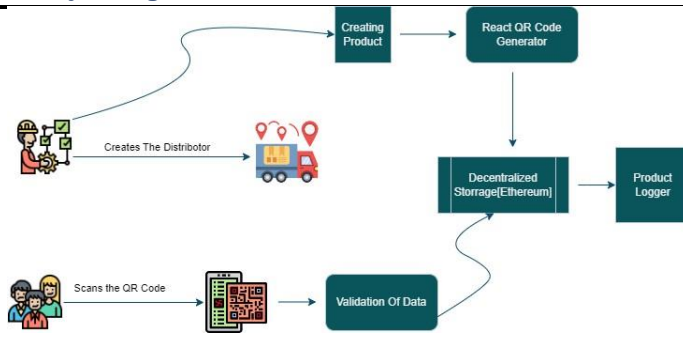 Creating
Product
React QR Code
Generator
Creates The Distribotor
Decentralized
Storrage[Ethereum]
Product
Logger
Scans the QR Code
Validation Of Data